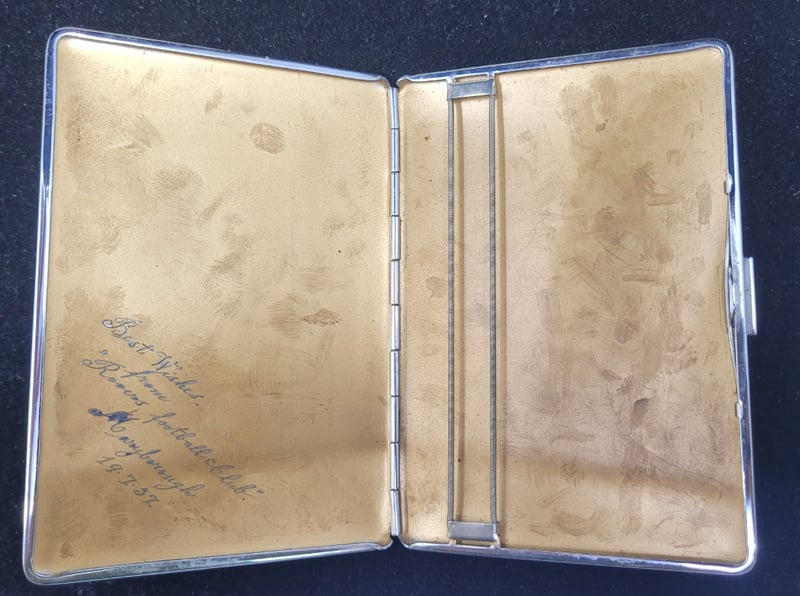 Best Wishes.
" from
Rovers football Club."
Maryborough
19.7.37.